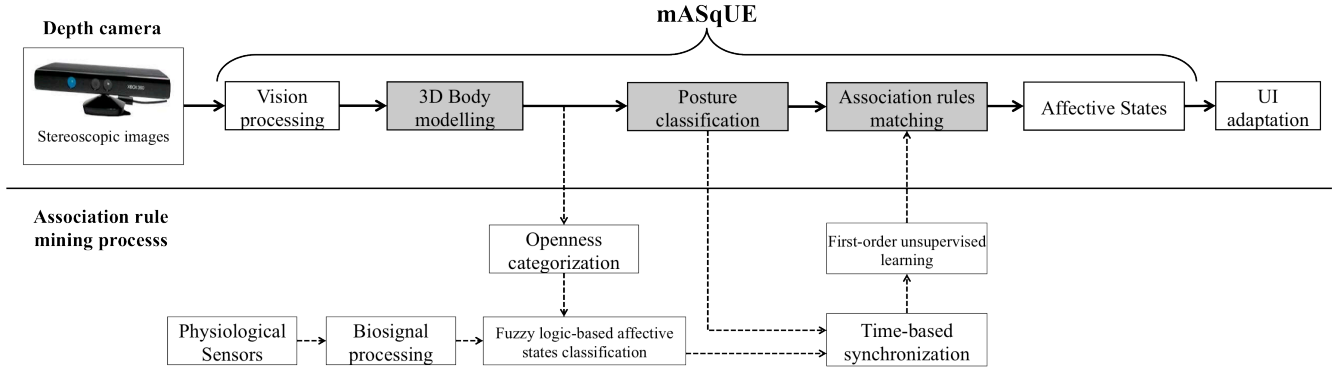 mASqUE
Depth camera
XBOX 360
Stereoscopic images
Vision
processing
3D Body
modelling
Posture
classification
Association rules
matching
Affective States
UI
adaptation
Association rule
mining processs
Openness
categorization
First-order unsupervised
learning
Physiological
Sensors
Biosignal
processing
Fuzzy logic-based affective
states classification
Time-based
synchronization